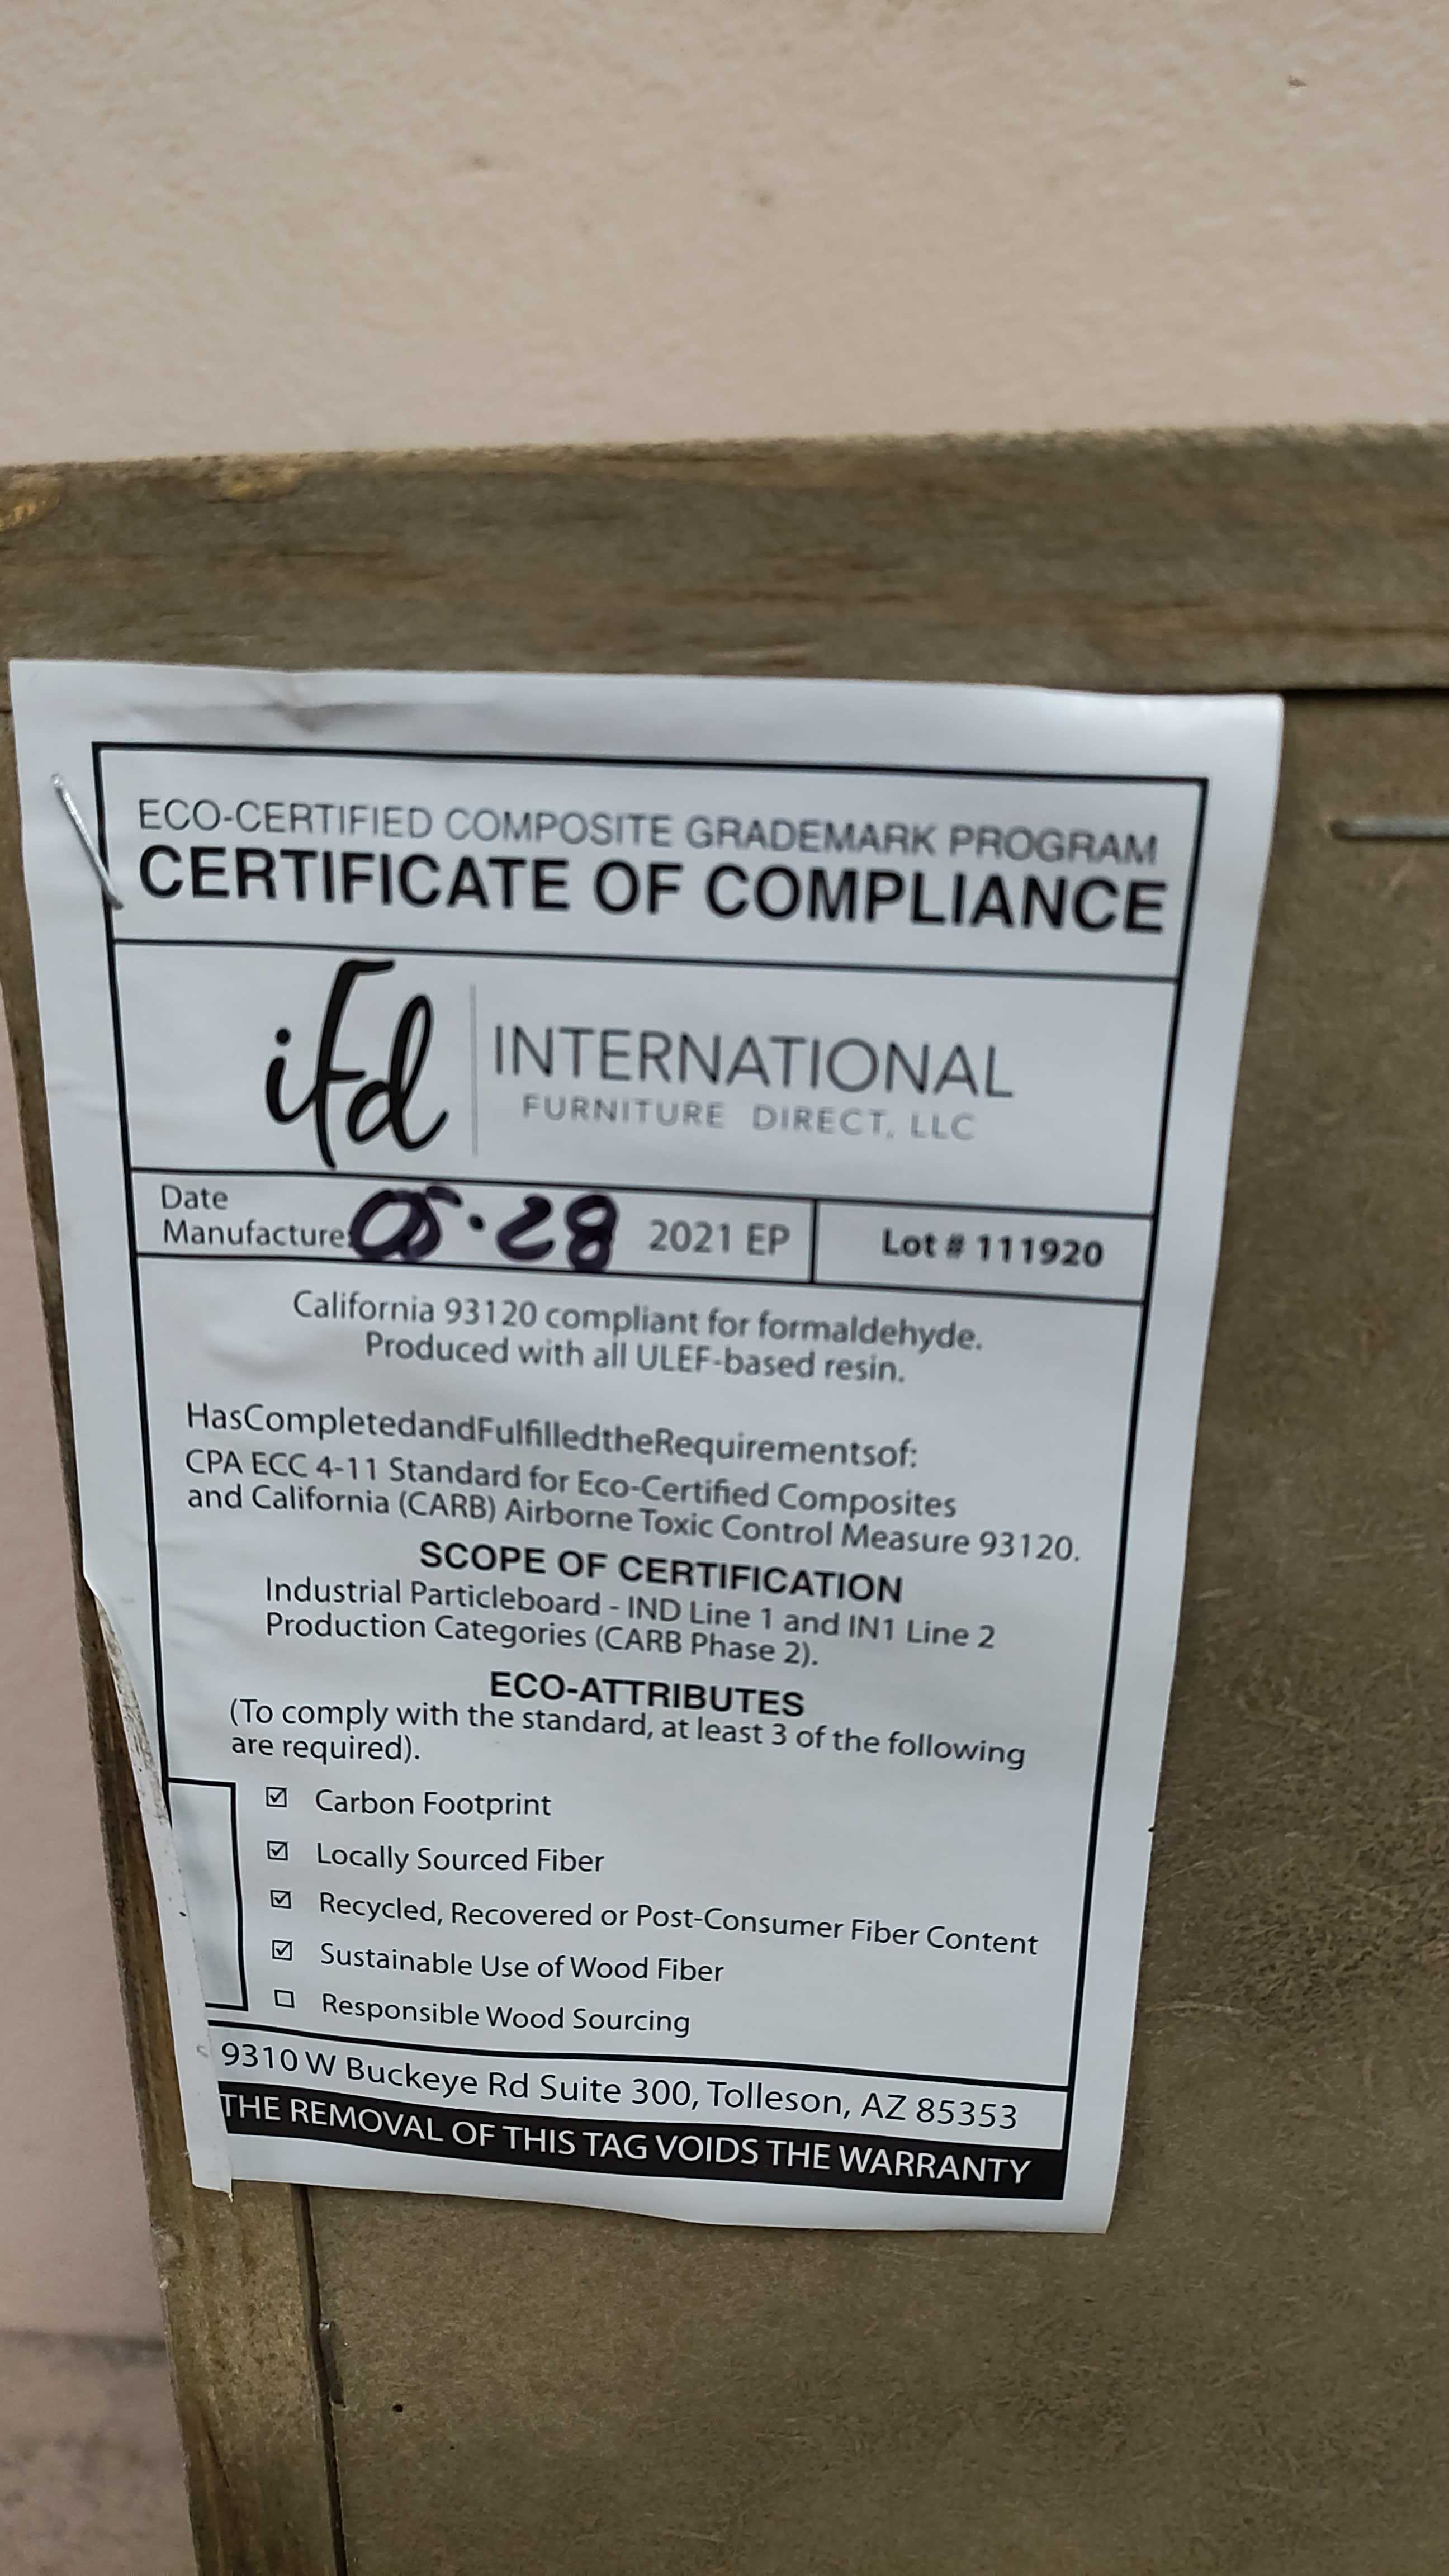 ECO-CERTIFIED COMPOSITE GRADEMARK PROGRAM
CERTIFICATE OF COMPLIANCE
ifd
INTERNATIONAL
FURNITURE DIRECT, LLC
Date
Manufacture: 05.28 2021 EP
Lot # 111920
California 93120 compliant for formaldehyde.
Produced with all ULEF-based resin.
HasCompletedandFulfilledtheRequirementsof:
CPA ECC 4-11 Standard for Eco-Certified Composites
and California (CARB) Airborne Toxic Control Measure 93120.
SCOPE OF CERTIFICATION
Industrial Particleboard - IND Line 1 and IN1 Line 2
Production Categories (CARB Phase 2).
ECO-ATTRIBUTES
(To comply with the standard, at least 3 of the following
are required).
☑ Carbon Footprint
☑ Locally Sourced Fiber
☑ Recycled, Recovered or Post-Consumer Fiber Content
☑ Sustainable Use of Wood Fiber
☐ Responsible Wood Sourcing
9310 W Buckeye Rd Suite 300, Tolleson, AZ 85353
THE REMOVAL OF THIS TAG VOIDS THE WARRANTY